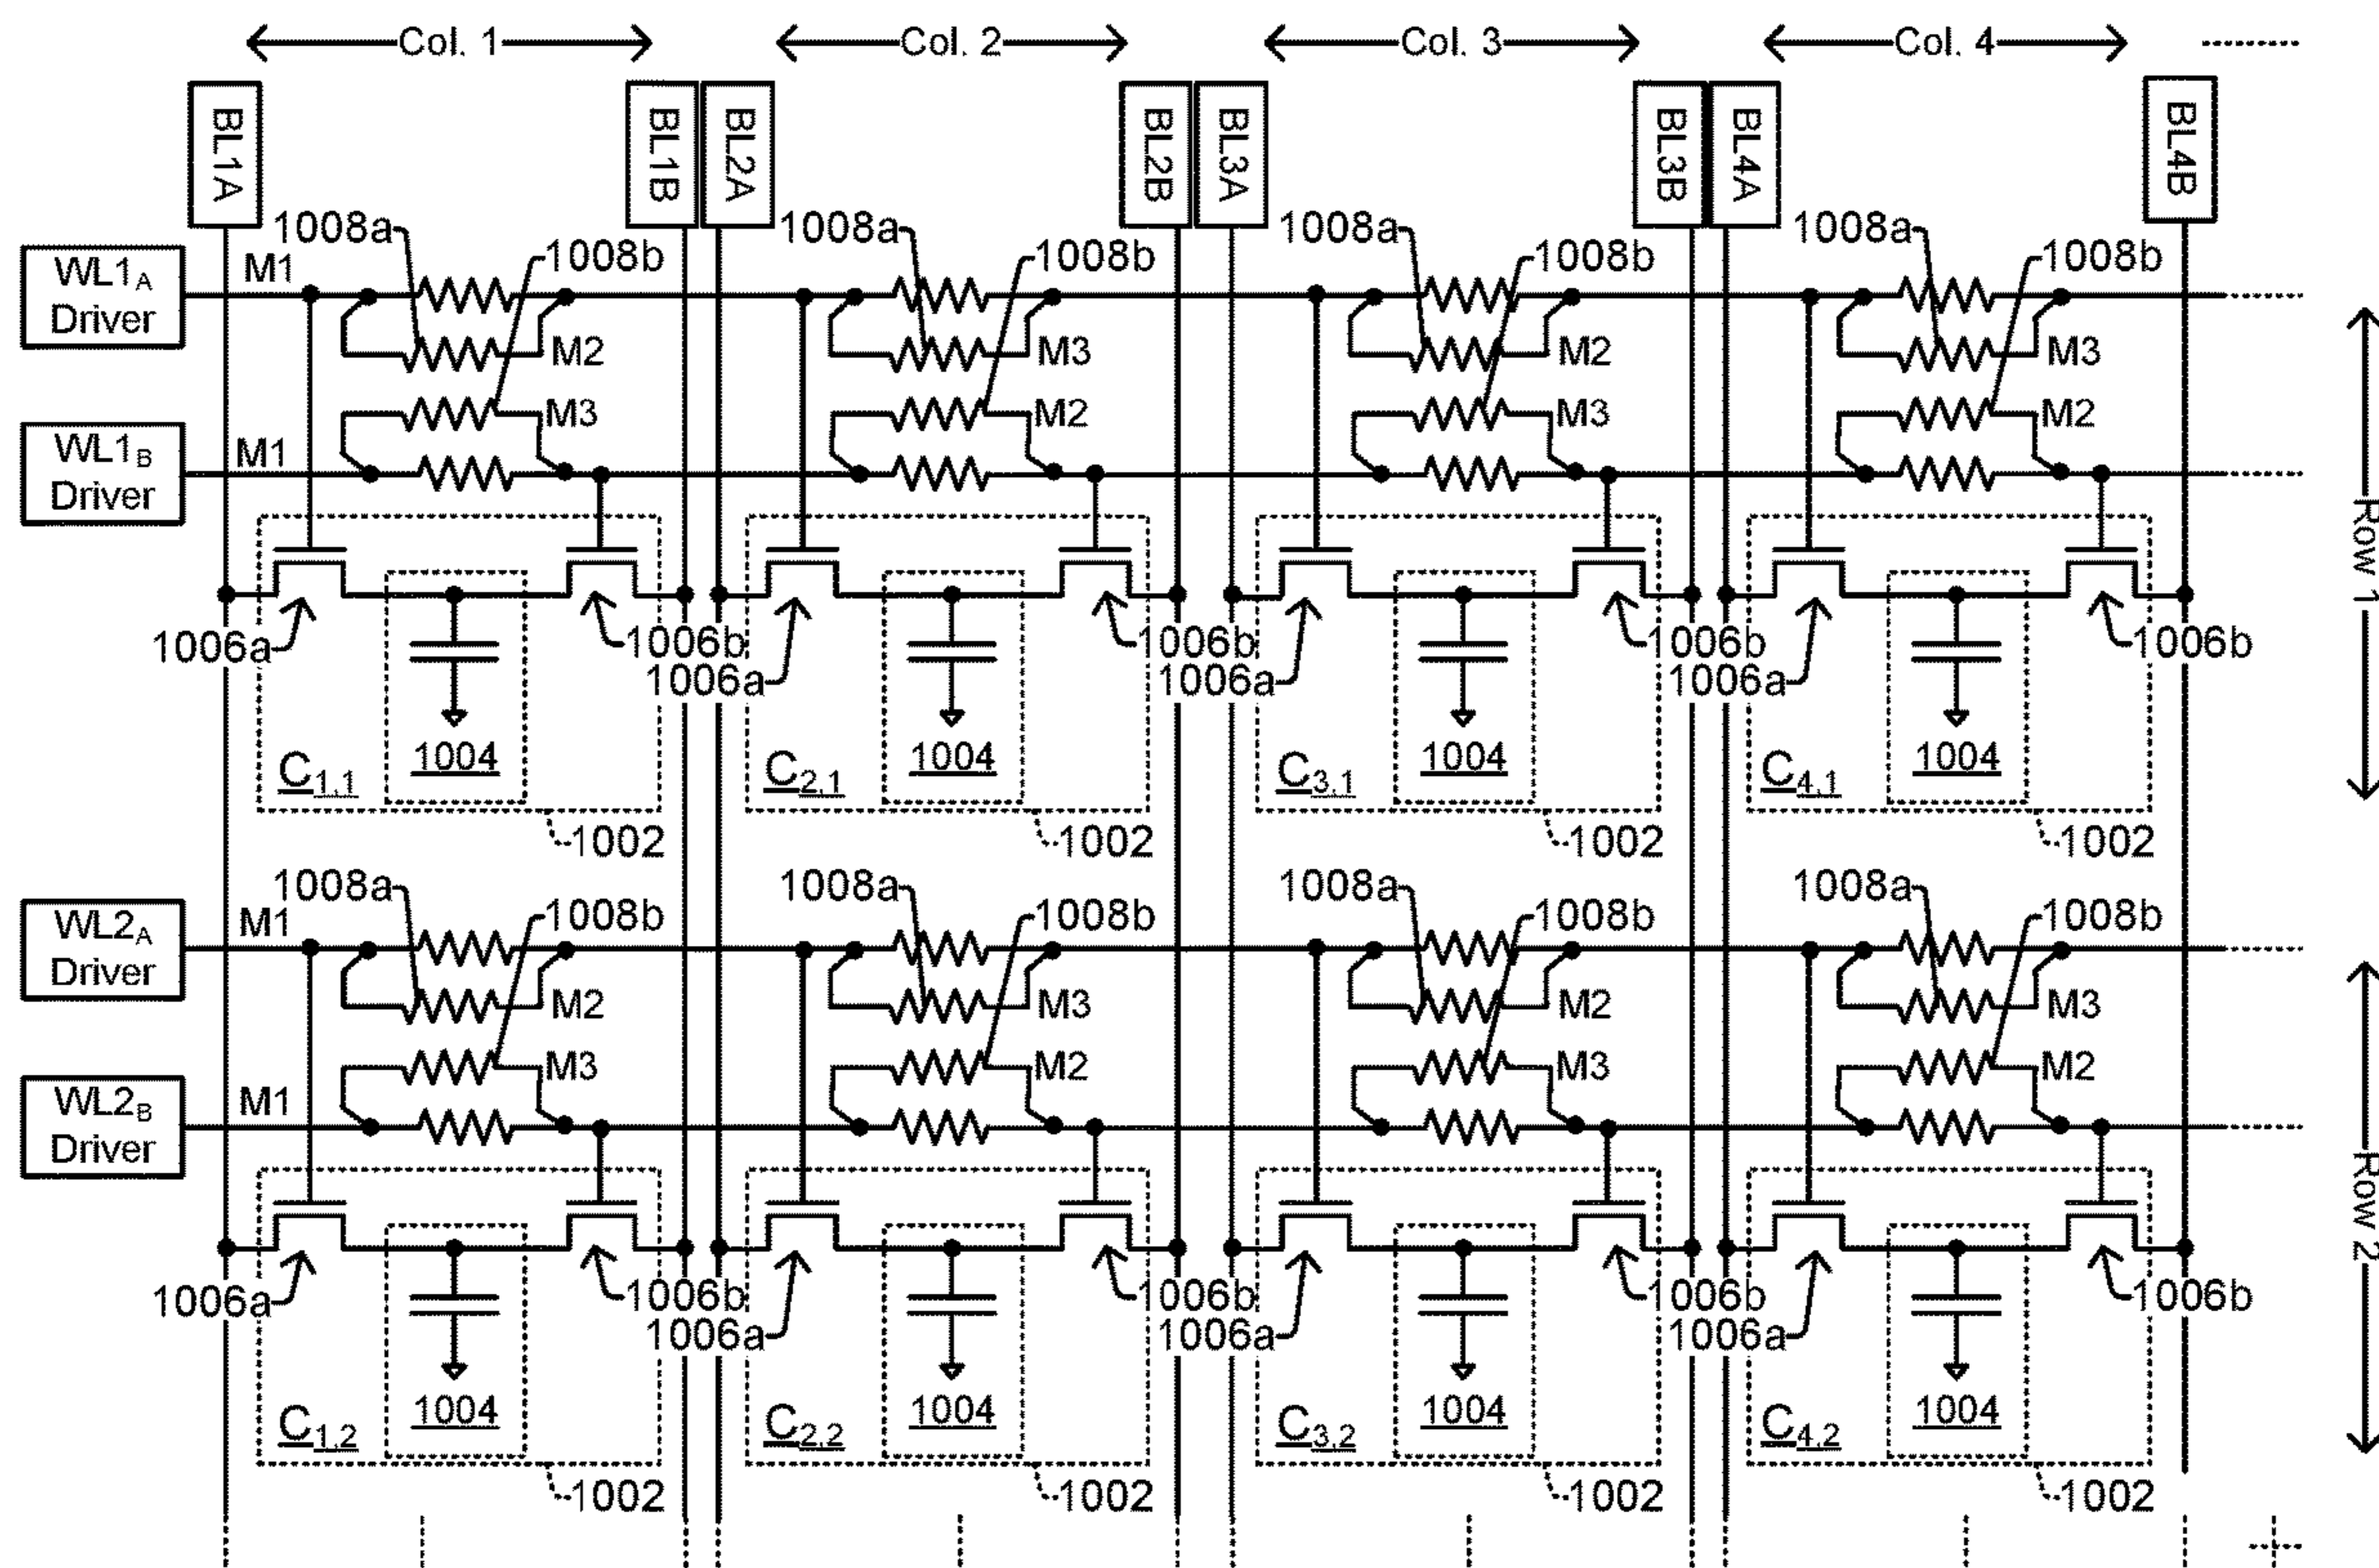 Col. 1 Col. 2 Col. 3 Col. 4
BL1A BL1B BL2A BL2B BL3A BL3B BL4A BL4B
1008a 1008a 1008a 1008a
WL1A M1 1008b 1008b 1008b 1008b
Driver
M2 M3 M2 M3
M3 M2 M3 M2
WL1B M1
Driver
Row 1
1006a 1006b 1006b 1006b 1006b
1006a 1006a 1006a
C1,1 1004 C2,1 1004 C3,1 1004 C4,1 1004
1002 1002 1002 1002
1008a 1008a 1008a 1008a
WL2A M1 1008b 1008b 1008b 1008b
Driver
M2 M3 M2 M3
M3 M2 M3 M2
WL2B M1
Driver
Row 2
1006a 1006b 1006b 1006b 1006b
1006a 1006a 1006a
C1,2 1004 C2,2 1004 C3,2 1004 C4,2 1004
1002 1002 1002 1002